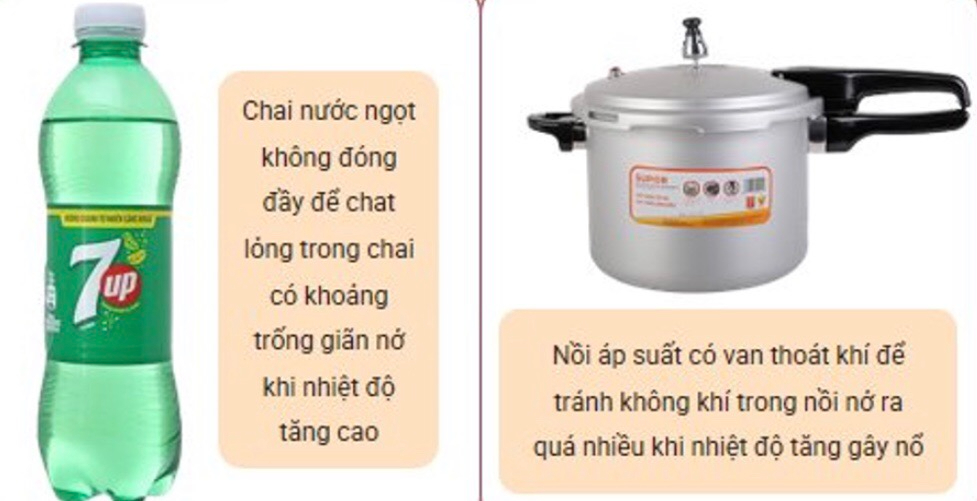 Chai nước ngọt
không đóng
đầy để chat
lỏng trong chai
có khoảng
trống giãn nở
khi nhiệt độ
tăng cao
7up
SUPOR
Nồi áp suất có van thoát khí để
tránh không khí trong nồi nở ra
quá nhiều khi nhiệt độ tăng gây nổ